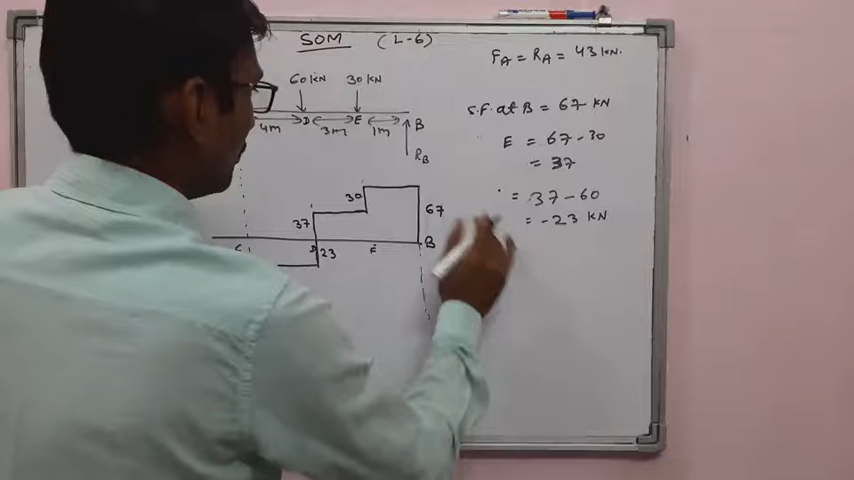 SOM (L-6)
FA = RA = 43 KN.
60 KN 30 KN
S.F. at B = 67 KN
4m D 3m E 1m B
E = 67-30
RB
= 37
30
= 37-60
67
= -23 KN
37
C D 23 E B